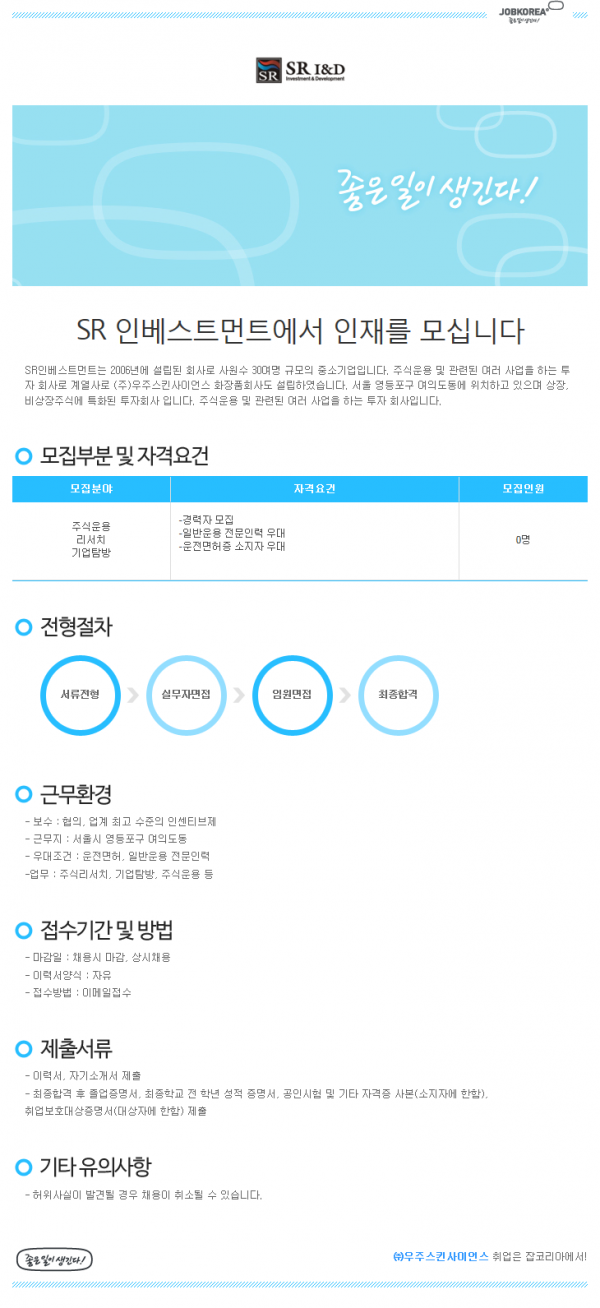 JOBKOREA
좋은일이생긴다!
SR
SR I&D
Investment & Development
좋은일이 생긴다!
SR 인베스트먼트에서 인재를 모십니다
SR인베스트먼트는 2006년에 설립된 회사로 사원수 30여명 규모의 중소기업입니다. 주식운용 및 관련된 여러 사업을 하는 투
자 회사로 계열사로 (주)우주스킨사이언스 화장품회사도 설립하였습니다. 서울 영등포구 여의도동에 위치하고 있으며 상장,
비상장주식에 특화된 투자회사 입니다. 주식운용 및 관련된 여러 사업을 하는 투자 회사입니다.
모집부분 및 자격요건
모집분야 자격요건 모집인원
주식운용
리서치
기업탐방
-경력자 모집
-일반운용 전문인력 우대
-운전면허증 소지자 우대
0명
전형절차
서류전형 실무자면접 임원면접 최종합격
근무환경
- 보수 : 협의, 업계 최고 수준의 인센티브제
- 근무지 : 서울시 영등포구 여의도동
- 우대조건 : 운전면허, 일반운용 전문인력
-업무 : 주식리서치, 기업탐방, 주식운용 등
접수기간 및 방법
- 마감일 : 채용시 마감, 상시채용
- 이력서양식 : 자유
- 접수방법 : 이메일접수
제출서류
- 이력서, 자기소개서 제출
- 최종합격 후 졸업증명서, 최종학교 전 학년 성적 증명서, 공인시험 및 기타 자격증 사본(소지자에 한함),
취업보호대상증명서(대상자에 한함) 제출
기타 유의사항
- 허위사실이 발견될 경우 채용이 취소될 수 있습니다.
좋은일이생긴다!
㈜우주스킨사이언스 취업은 잡코리아에서!